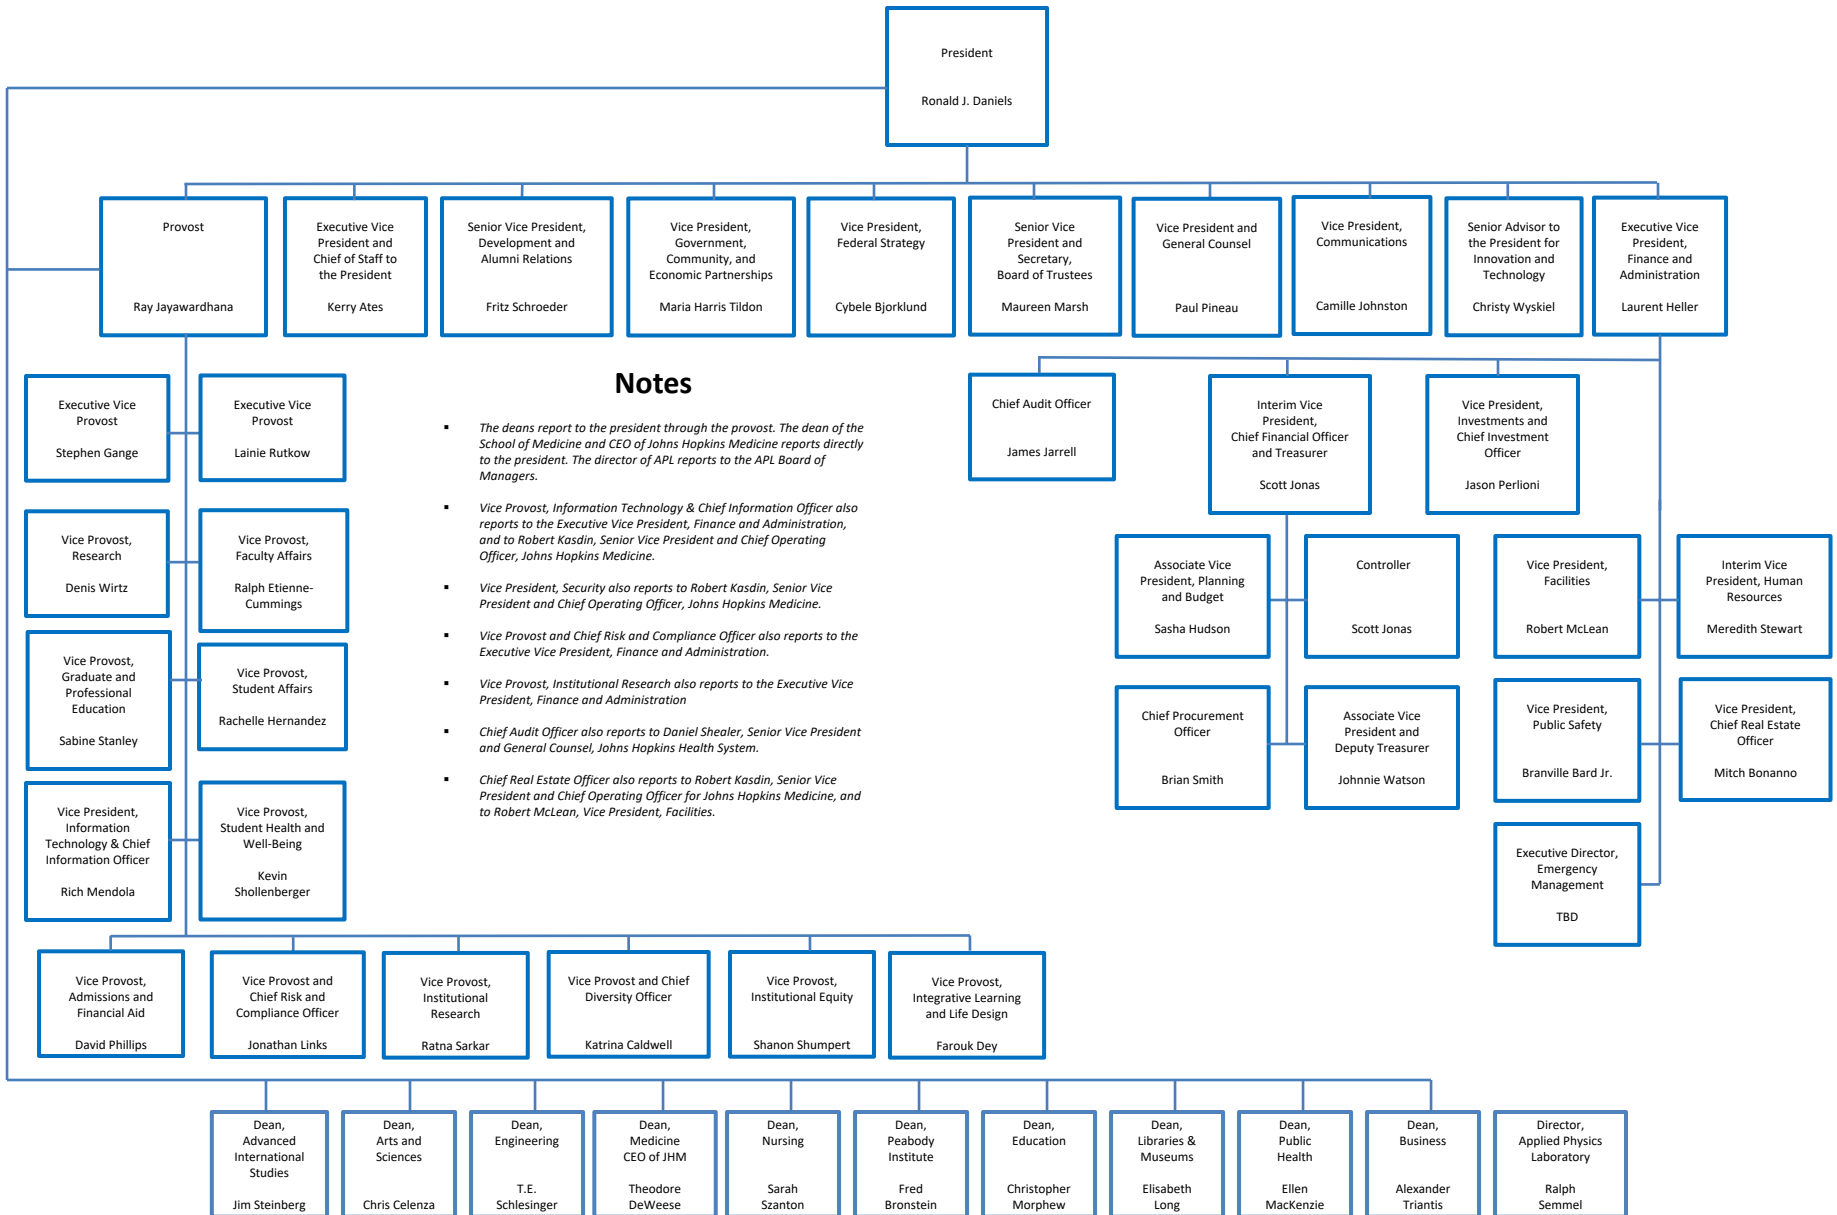 President
Ronald J. Daniels
Provost
Ray Jayawardhana
Executive Vice
President and
Chief of Staff to
the President
Kerry Ates
Senior Vice President,
Development and
Alumni Relations
Fritz Schroeder
Vice President,
Government,
Community, and
Economic Partnerships
Maria Harris Tildon
Vice President,
Federal Strategy
Cybele Bjorklund
Senior Vice
President and
Secretary,
Board of Trustees
Maureen Marsh
Vice President and
General Counsel
Paul Pineau
Vice President,
Communications
Camille Johnston
Senior Advisor to
the President for
Innovation and
Technology
Christy Wyskiel
Executive Vice
President,
Finance and
Administration
Laurent Heller
Executive Vice
Provost
Stephen Gange
Executive Vice
Provost
Lainie Rutkow
Vice Provost,
Research
Denis Wirtz
Vice Provost,
Faculty Affairs
Ralph Etienne-
Cummings
Vice Provost,
Graduate and
Professional
Education
Sabine Stanley
Vice Provost,
Student Affairs
Rachelle Hernandez
Vice President,
Information
Technology & Chief
Information Officer
Rich Mendola
Vice Provost,
Student Health and
Well-Being
Kevin
Shollenberger
Notes
▪ The deans report to the president through the provost. The dean of the
School of Medicine and CEO of Johns Hopkins Medicine reports directly
to the president. The director of APL reports to the APL Board of
Managers.
▪ Vice Provost, Information Technology & Chief Information Officer also
reports to the Executive Vice President, Finance and Administration,
and to Robert Kasdin, Senior Vice President and Chief Operating
Officer, Johns Hopkins Medicine.
▪ Vice President, Security also reports to Robert Kasdin, Senior Vice
President and Chief Operating Officer, Johns Hopkins Medicine.
▪ Vice Provost and Chief Risk and Compliance Officer also reports to the
Executive Vice President, Finance and Administration.
▪ Vice Provost, Institutional Research also reports to the Executive Vice
President, Finance and Administration
▪ Chief Audit Officer also reports to Daniel Shealer, Senior Vice President
and General Counsel, Johns Hopkins Health System.
▪ Chief Real Estate Officer also reports to Robert Kasdin, Senior Vice
President and Chief Operating Officer for Johns Hopkins Medicine, and
to Robert McLean, Vice President, Facilities.
Chief Audit Officer
James Jarrell
Interim Vice
President,
Chief Financial Officer
and Treasurer
Scott Jonas
Vice President,
Investments and
Chief Investment
Officer
Jason Perlioni
Associate Vice
President, Planning
and Budget
Sasha Hudson
Controller
Scott Jonas
Vice President,
Facilities
Robert McLean
Interim Vice
President, Human
Resources
Meredith Stewart
Chief Procurement
Officer
Brian Smith
Associate Vice
President and
Deputy Treasurer
Johnnie Watson
Vice President,
Public Safety
Branville Bard Jr.
Vice President,
Chief Real Estate
Officer
Mitch Bonanno
Executive Director,
Emergency
Management
TBD
Vice Provost,
Admissions and
Financial Aid
David Phillips
Vice Provost and
Chief Risk and
Compliance Officer
Jonathan Links
Vice Provost,
Institutional
Research
Ratna Sarkar
Vice Provost and Chief
Diversity Officer
Katrina Caldwell
Vice Provost,
Institutional Equity
Shanon Shumpert
Vice Provost,
Integrative Learning
and Life Design
Farouk Dey
Dean,
Advanced
International
Studies
Jim Steinberg
Dean,
Arts and
Sciences
Chris Celenza
Dean,
Engineering
T.E.
Schlesinger
Dean,
Medicine
CEO of JHM
Theodore
DeWeese
Dean,
Nursing
Sarah
Szanton
Dean,
Peabody
Institute
Fred
Bronstein
Dean,
Education
Christopher
Morphew
Dean,
Libraries &
Museums
Elisabeth
Long
Dean,
Public
Health
Ellen
MacKenzie
Dean,
Business
Alexander
Triantis
Director,
Applied Physics
Laboratory
Ralph
Semmel